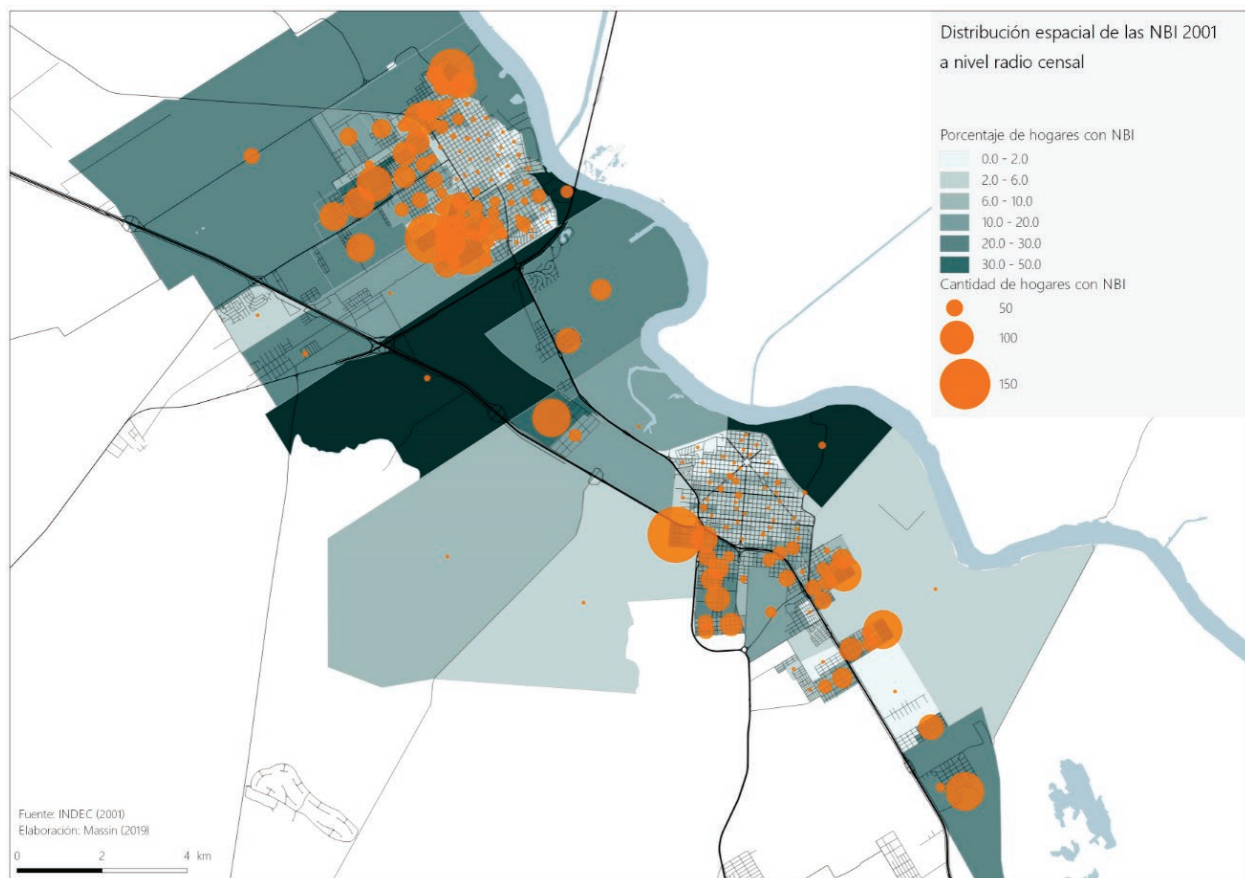 Distribución espacial de las NBI 2001
a nivel radio censal
Porcentaje de hogares con NBI
0.0 - 2.0
2.0 - 6.0
6.0 - 10.0
10.0 - 20.0
20.0 - 30.0
30.0 - 50.0
Cantidad de hogares con NBI
50
100
150
Fuente: INDEC (2001)
Elaboración: Massin (2019)
0 2 4 km